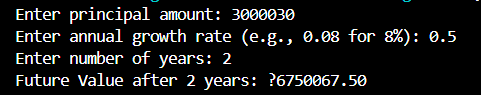 Enter principal amount: 3000030
Enter annual growth rate (e.g., 0.08 for 8%): 0.5
Enter number of years: 2
Future Value after 2 years: ?6750067.50